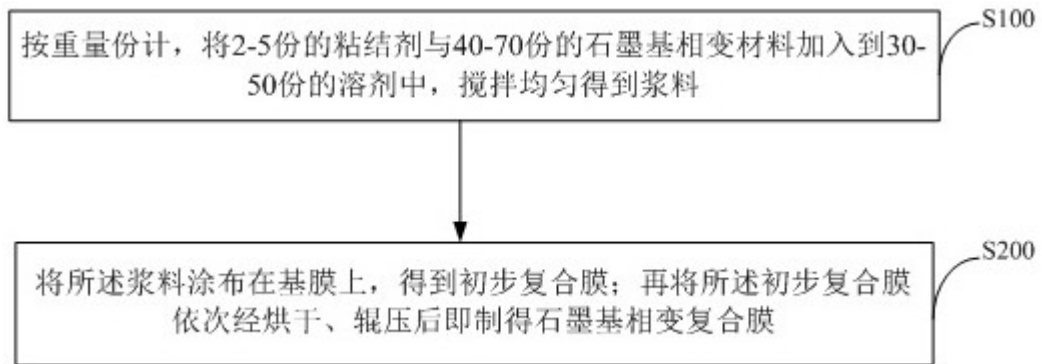 S100
按重量份计，将2-5份的粘结剂与40-70份的石墨基相变材料加入到30-
50份的溶剂中，搅拌均匀得到浆料
S200
将所述浆料涂布在基膜上，得到初步复合膜；再将所述初步复合膜
依次经烘干、辊压后即制得石墨基相变复合膜